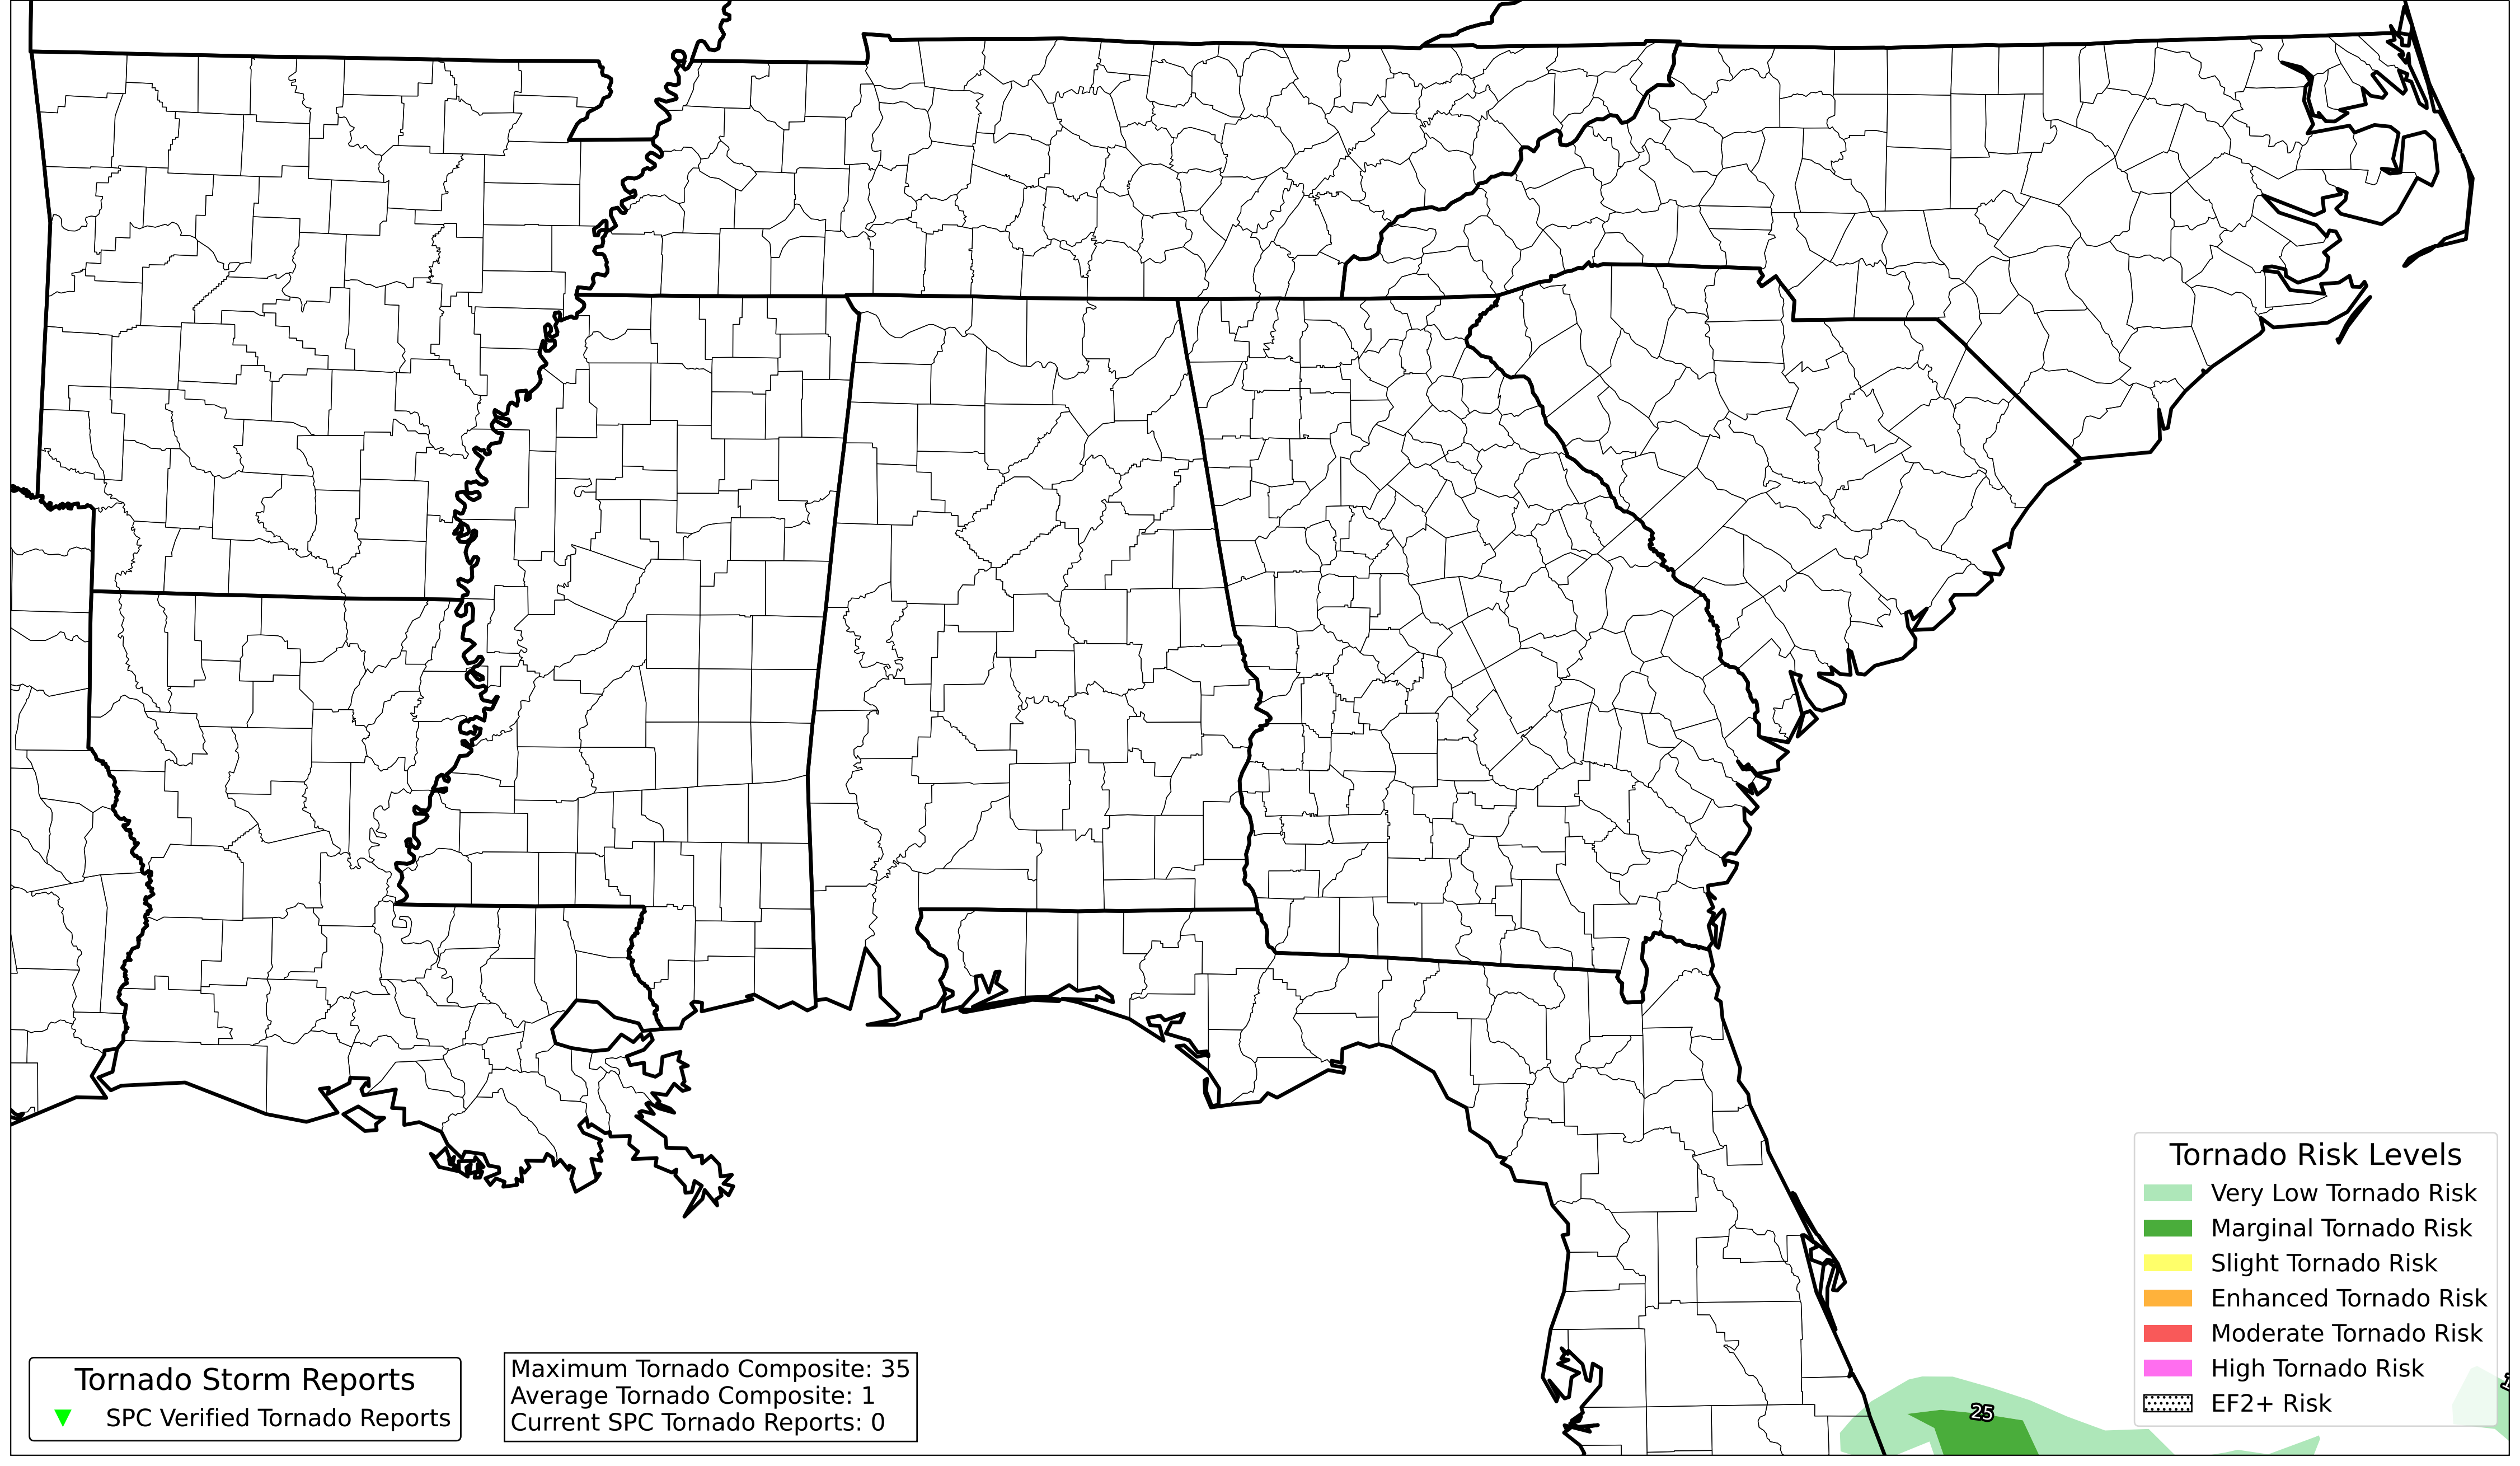 Tornado Risk Levels
Very Low Tornado Risk
Marginal Tornado Risk
Slight Tornado Risk
Enhanced Tornado Risk
Moderate Tornado Risk
High Tornado Risk
EF2+ Risk
25
Tornado Storm Reports
SPC Verified Tornado Reports
Maximum Tornado Composite: 35
Average Tornado Composite: 1
Current SPC Tornado Reports: 0